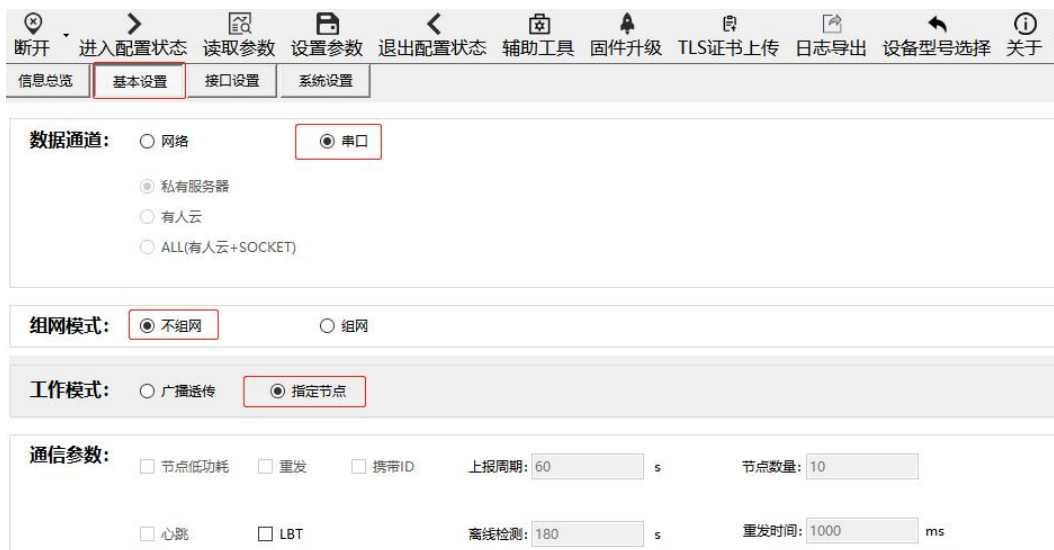 断开 进入配置状态 读取参数 设置参数 退出配置状态 辅助工具 固件升级 TLS证书上传 日志导出 设备型号选择 关于
信息总览 基本设置 接口设置 系统设置
数据通道： 网络 串口
私有服务器
有人云
ALL(有人云+SOCKET)
组网模式： 不组网 组网
工作模式： 广播透传 指定节点
通信参数： 节点低功耗 重发 携带ID 上报周期: 60 s 节点数量: 10
心跳 LBT 离线检测: 180 s 重发时间: 1000 ms